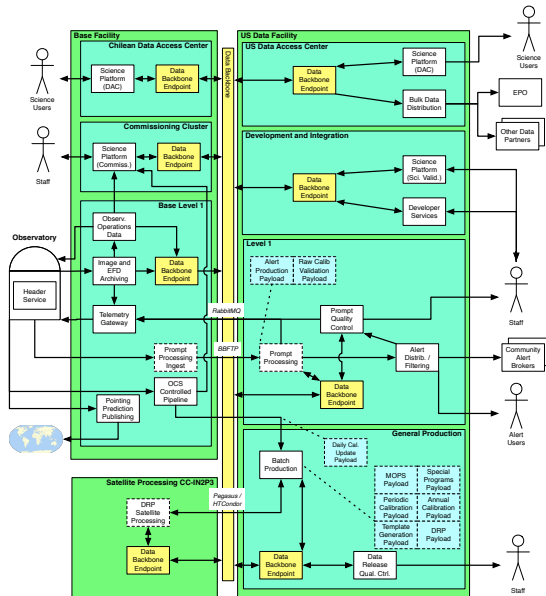 Base Facility
Chilean Data Access Center
Science
Platform
(DAC)
Data
Backbone
Endpoint
Science
Users
Commissioning Cluster
Science
Platform
(Commiss.)
Data
Backbone
Endpoint
Staff
Base Level 1
Observ.
Operations
Data
Image and
EFD
Archiving
Data
Backbone
Endpoint
Telemetry
Gateway
Prompt
Processing
Ingest
OCS
Controlled
Pipeline
Pointing
Prediction
Publishing
Observatory
Header
Service
Satellite Processing CC-IN2P3
DRP
Satellite
Processing
Data
Backbone
Endpoint
Data Backbone
RabbitMQ
BBFTP
Pegasus /
HTCondor
US Data Facility
US Data Access Center
Data
Backbone
Endpoint
Science
Platform
(DAC)
Bulk Data
Distribution
Science
Users
EPO
Other Data
Partners
Development and Integration
Data
Backbone
Endpoint
Science
Platform
(Sci. Valid.)
Developer
Services
Level 1
Alert
Production
Payload
Raw Calib
Validation
Payload
Prompt
Quality
Control
Prompt
Processing
Alert
Distrib. /
Filtering
Data
Backbone
Endpoint
Staff
Community
Alert
Brokers
Alert
Users
General Production
Daily Cal.
Update
Payload
Batch
Production
MOPS
Payload
Special
Programs
Payload
Periodic
Calibration
Payload
Annual
Calibration
Payload
Template
Generation
Payload
DRP
Payload
Data
Backbone
Endpoint
Data
Release
Qual. Ctrl.
Staff